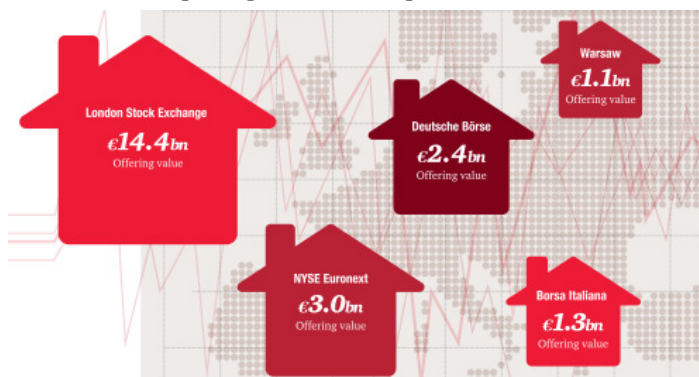 London Stock Exchange
€14.4bn
Offering value
Deutsche Börse
€2.4bn
Offering value
Warsaw
€1.1bn
Offering value
NYSE Euronext
€3.0bn
Offering value
Borsa Italiana
€1.3bn
Offering value